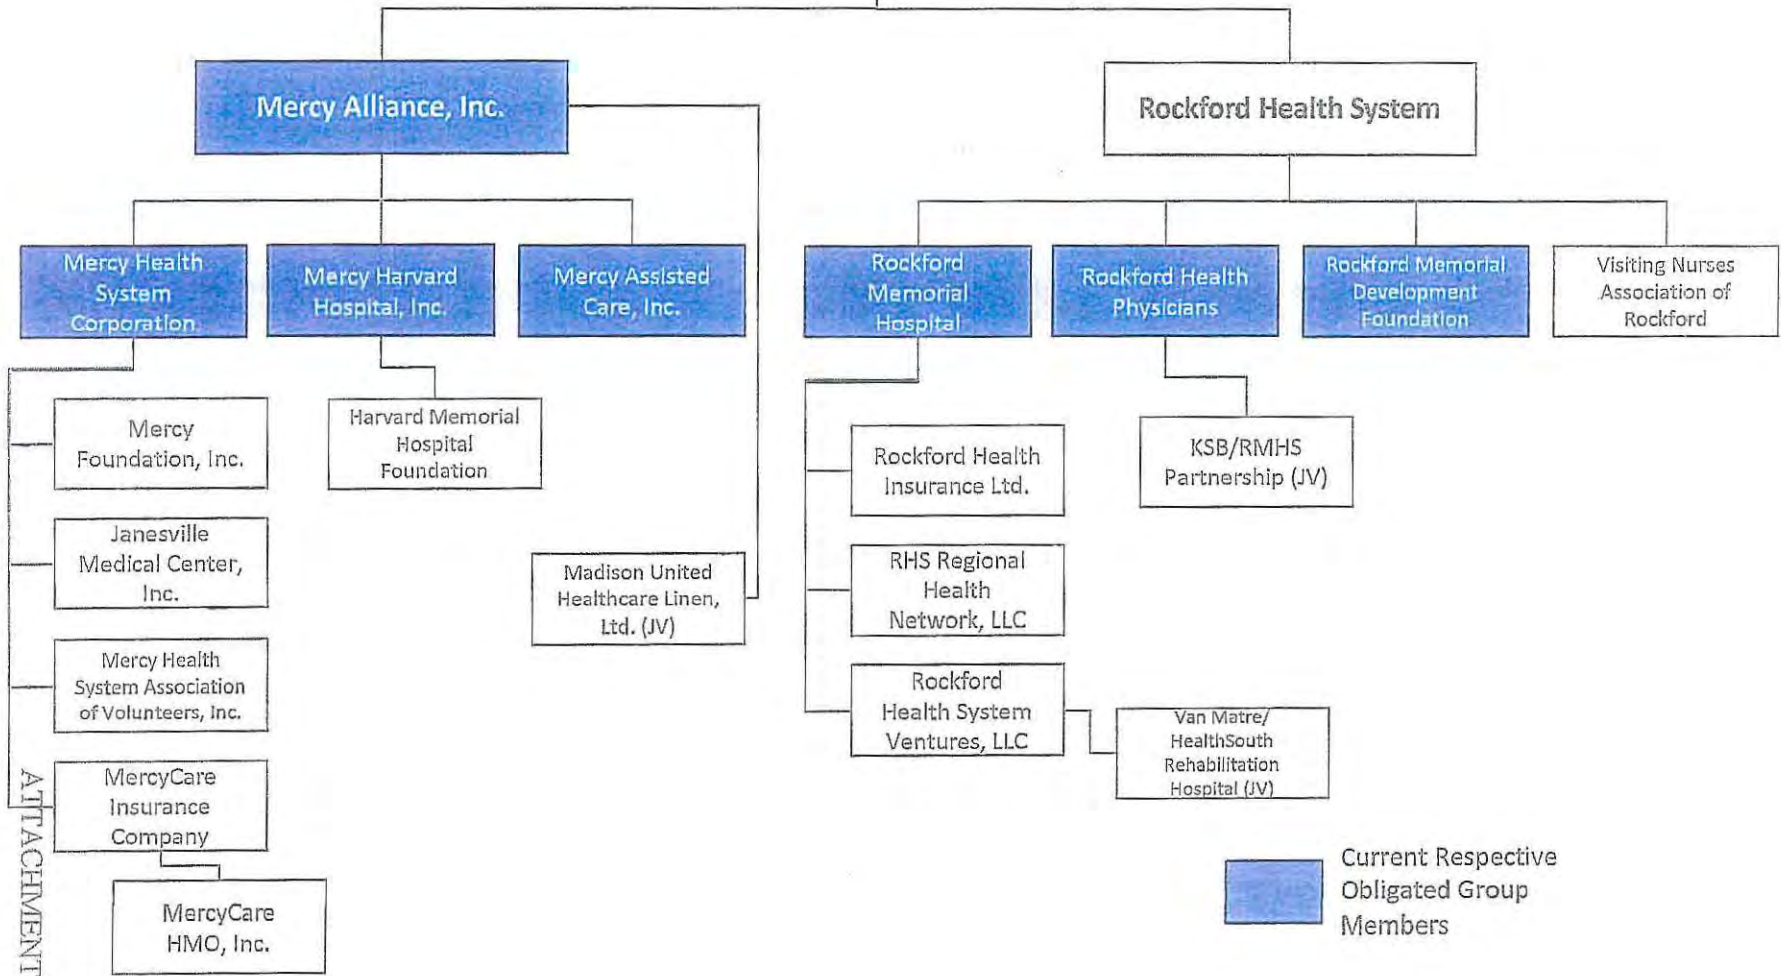 Mercy Alliance, Inc.
Rockford Health System
Mercy Health
System
Corporation
Mercy Harvard
Hospital, Inc.
Mercy Assisted
Care, Inc.
Rockford
Memorial
Hospital
Rockford Health
Physicians
Rockford Memorial
Development
Foundation
Visiting Nurses
Association of
Rockford
Mercy
Foundation, Inc.
Harvard Memorial
Hospital
Foundation
Rockford Health
Insurance Ltd.
KSB/RMHS
Partnership (JV)
Janesville
Medical Center,
Inc.
Madison United
Healthcare Linen,
Ltd. (JV)
RHS Regional
Health
Network, LLC
Mercy Health
System Association
of Volunteers, Inc.
Rockford
Health System
Ventures, LLC
Van Matre/
HealthSouth
Rehabilitation
Hospital (JV)
MercyCare
Insurance
Company
MercyCare
HMO, Inc.
Current Respective
Obligated Group
Members
ATTACHMENT